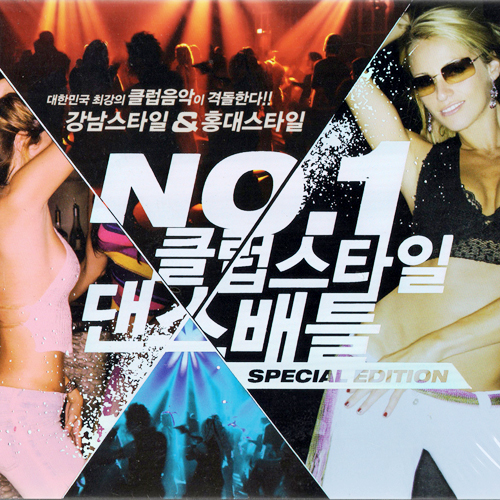 대한민국 최강의 클럽음악이 격돌한다!!
강남스타일 & 홍대스타일
NO.1
클럽스타일
댄스배틀
SPECIAL EDITION